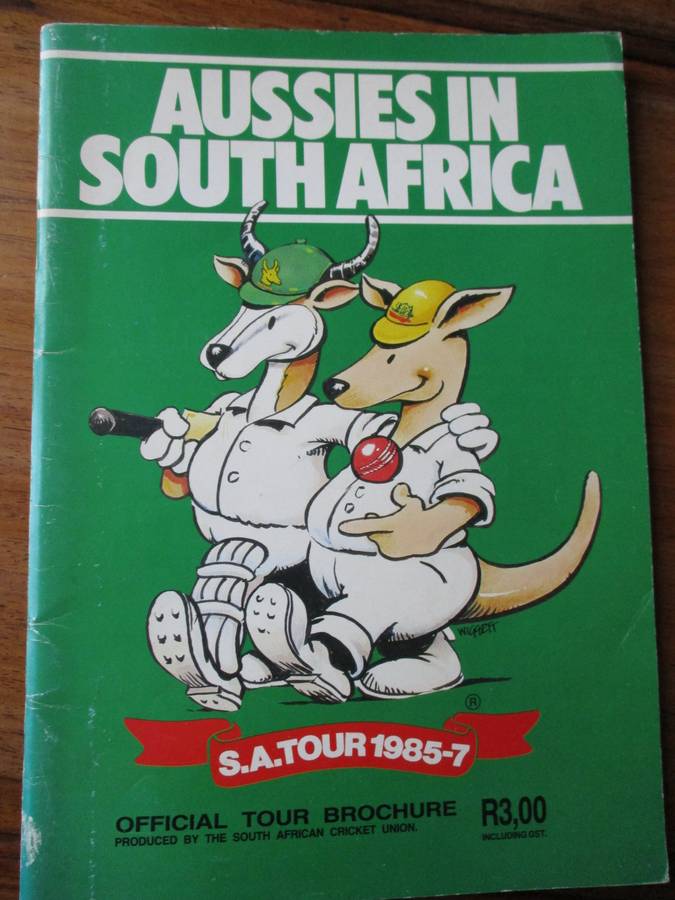 AUSSIES IN
SOUTH AFRICA
WIGGETT
®
S.A. TOUR 1985-7
OFFICIAL TOUR BROCHURE R3,00
PRODUCED BY THE SOUTH AFRICAN CRICKET UNION. INCLUDING GST.